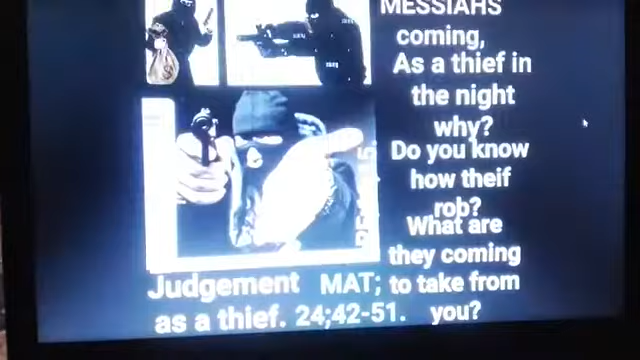 MESSIAHS
coming,
As a thief in
the night
why?
Do you know
how theif
rob?
What are
they coming
to take from
you?
Judgement MAT;
as a thief. 24;42-51.